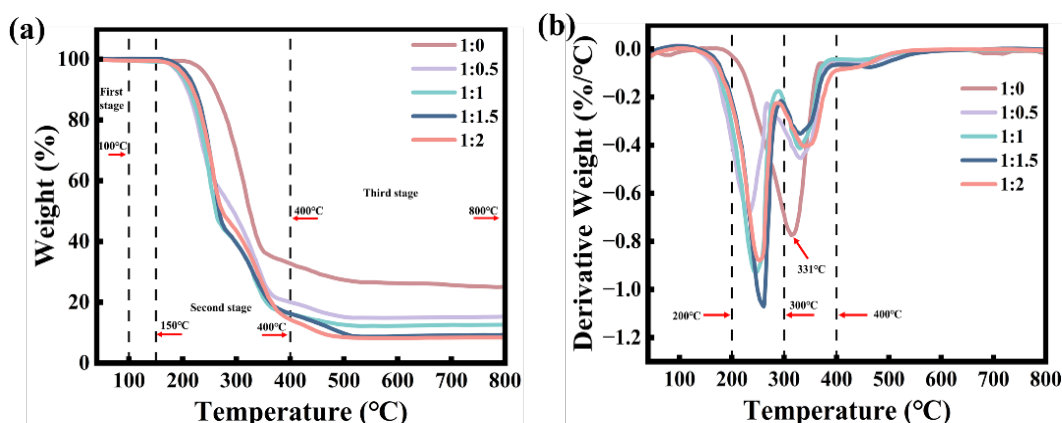 (a)
Weight (%)
100
80
60
40
20
0
First
stage
100℃
1:0
1:0.5
1:1
1:1.5
1:2
Third stage
400℃
800℃
Second stage
150℃
400℃
100 200 300 400 500 600 700 800
Temperature (℃)
(b)
Derivative Weight (%/℃)
0.0
−0.2
−0.4
−0.6
−0.8
−1.0
−1.2
1:0
1:0.5
1:1
1:1.5
1:2
331℃
200℃
300℃
400℃
100 200 300 400 500 600 700 800
Temperature (℃)